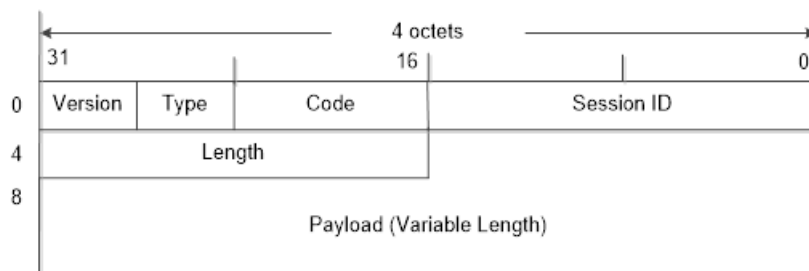 4 octets
31 16 0
0 Version Type Code Session ID
4 Length
8
Payload (Variable Length)